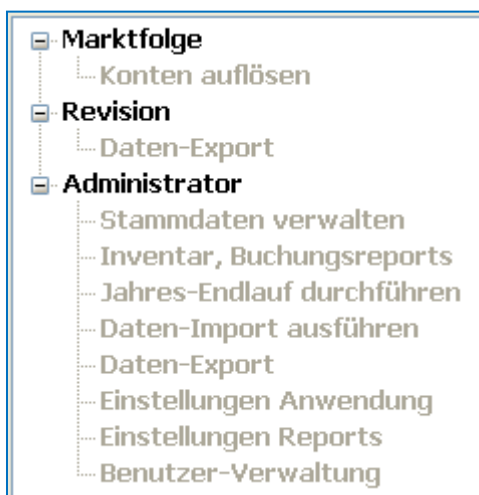 Marktfolge
Konten auflösen
Revision
Daten-Export
Administrator
Stammdaten verwalten
Inventar, Buchungsreports
Jahres-Endlauf durchführen
Daten-Import ausführen
Daten-Export
Einstellungen Anwendung
Einstellungen Reports
Benutzer-Verwaltung